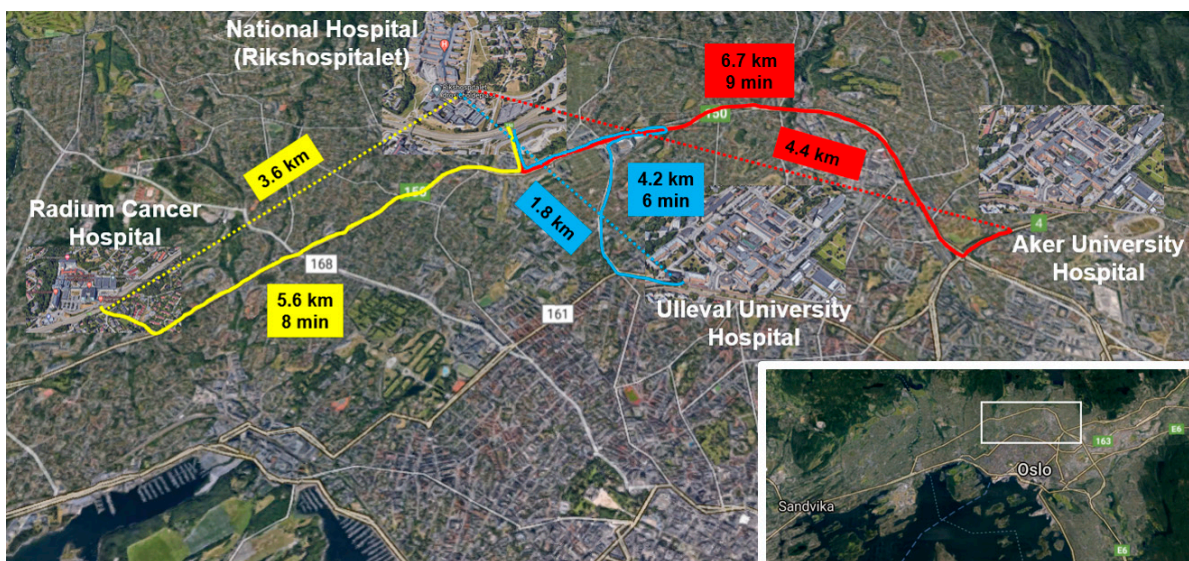 National Hospital
(Rikshospitalet)
6.7 km
9 min
150
3.6 km
4.4 km
4.2 km
6 min
150
1.8 km
Radium Cancer
Hospital
168
4
Aker University
Hospital
5.6 km
8 min
161
Ulleval University
Hospital
E6
163
Oslo
Sandvika
E6